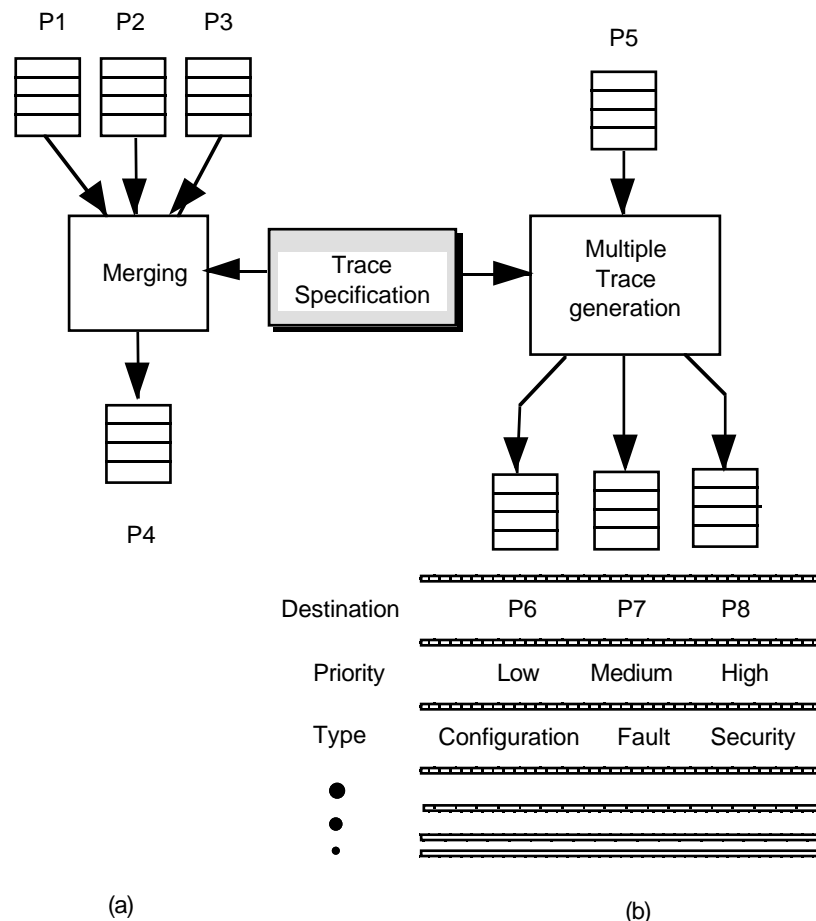 P1 P2 P3
P5
Merging
Trace
Specification
Multiple
Trace
generation
P4
Destination P6 P7 P8
Priority Low Medium High
Type Configuration Fault Security
(a)
(b)